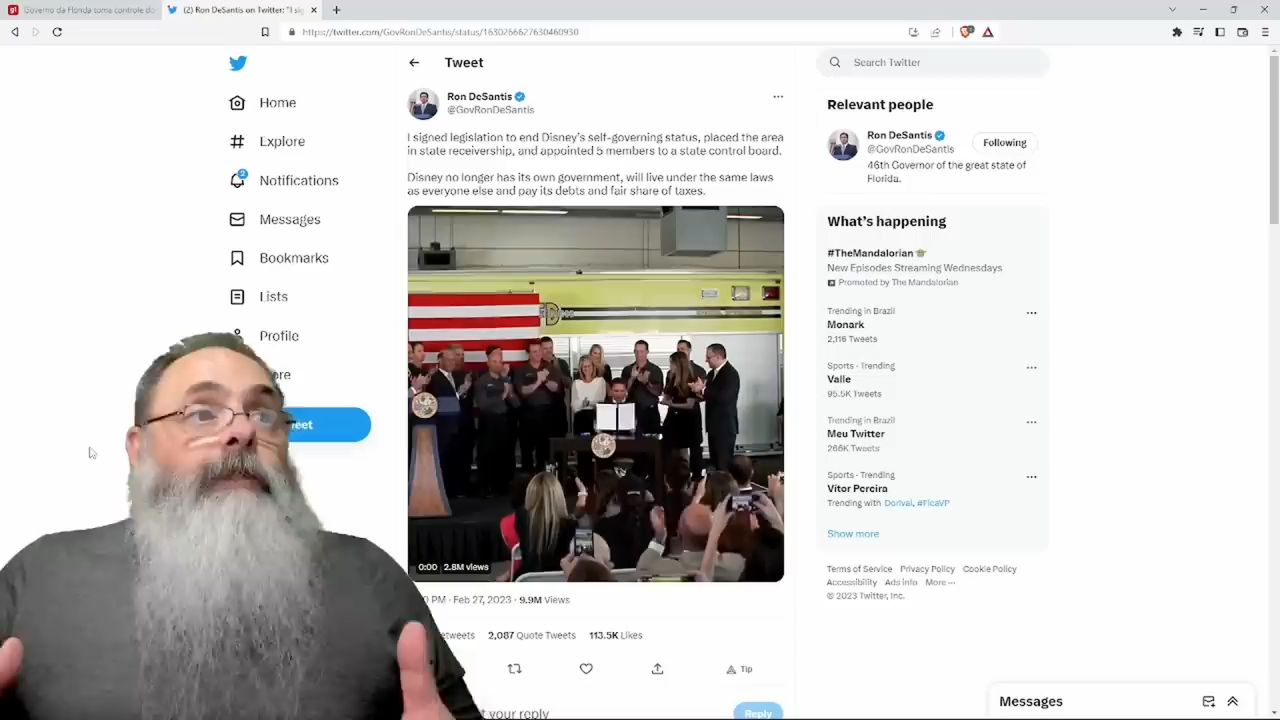 Governo da Flórida toma controle do
(2) Ron DeSantis on Twitter: "I sig
https://twitter.com/GovRonDeSantis/status/1630266627630460930
Home
Explore
2
Notifications
Messages
Bookmarks
Lists
Profile
ore
eet
Tweet
Ron DeSantis
@GovRonDeSantis
I signed legislation to end Disney's self-governing status, placed the area
in state receivership, and appointed 5 members to a state control board.
Disney no longer has its own government, will live under the same laws
as everyone else and pay its debts and fair share of taxes.
0:00 2.8M views
PM · Feb 27, 2023 · 9.9M Views
etweets 2,087 Quote Tweets 113.5K Likes
Tip
t your reply
Reply
Search Twitter
Relevant people
Ron DeSantis
@GovRonDeSantis
Following
46th Governor of the great state of
Florida.
What's happening
#TheMandalorian
New Episodes Streaming Wednesdays
Promoted by The Mandalorian
Trending in Brazil
Monark
2,116 Tweets
Sports · Trending
Valle
95.5K Tweets
Trending in Brazil
Meu Twitter
266K Tweets
Sports · Trending
Vítor Pereira
Trending with Dorival, #FicaVP
Show more
Terms of Service Privacy Policy Cookie Policy
Accessibility Ads info More ···
© 2023 Twitter, Inc.
Messages